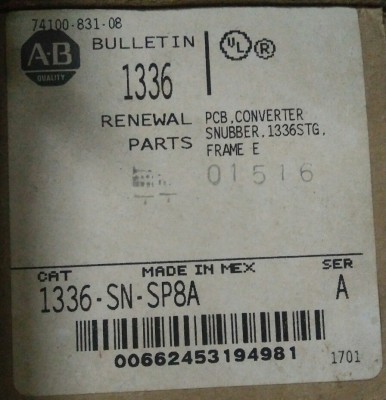 74100-831-08
A-B
QUALITY
BULLETIN
1336
UL ®
RENEWAL
PARTS
PCB,CONVERTER
SNUBBER,1336STG,
FRAME E
01516
CAT
MADE IN MEX
SER
1336-SN-SP8A
A
00662453194981
1701